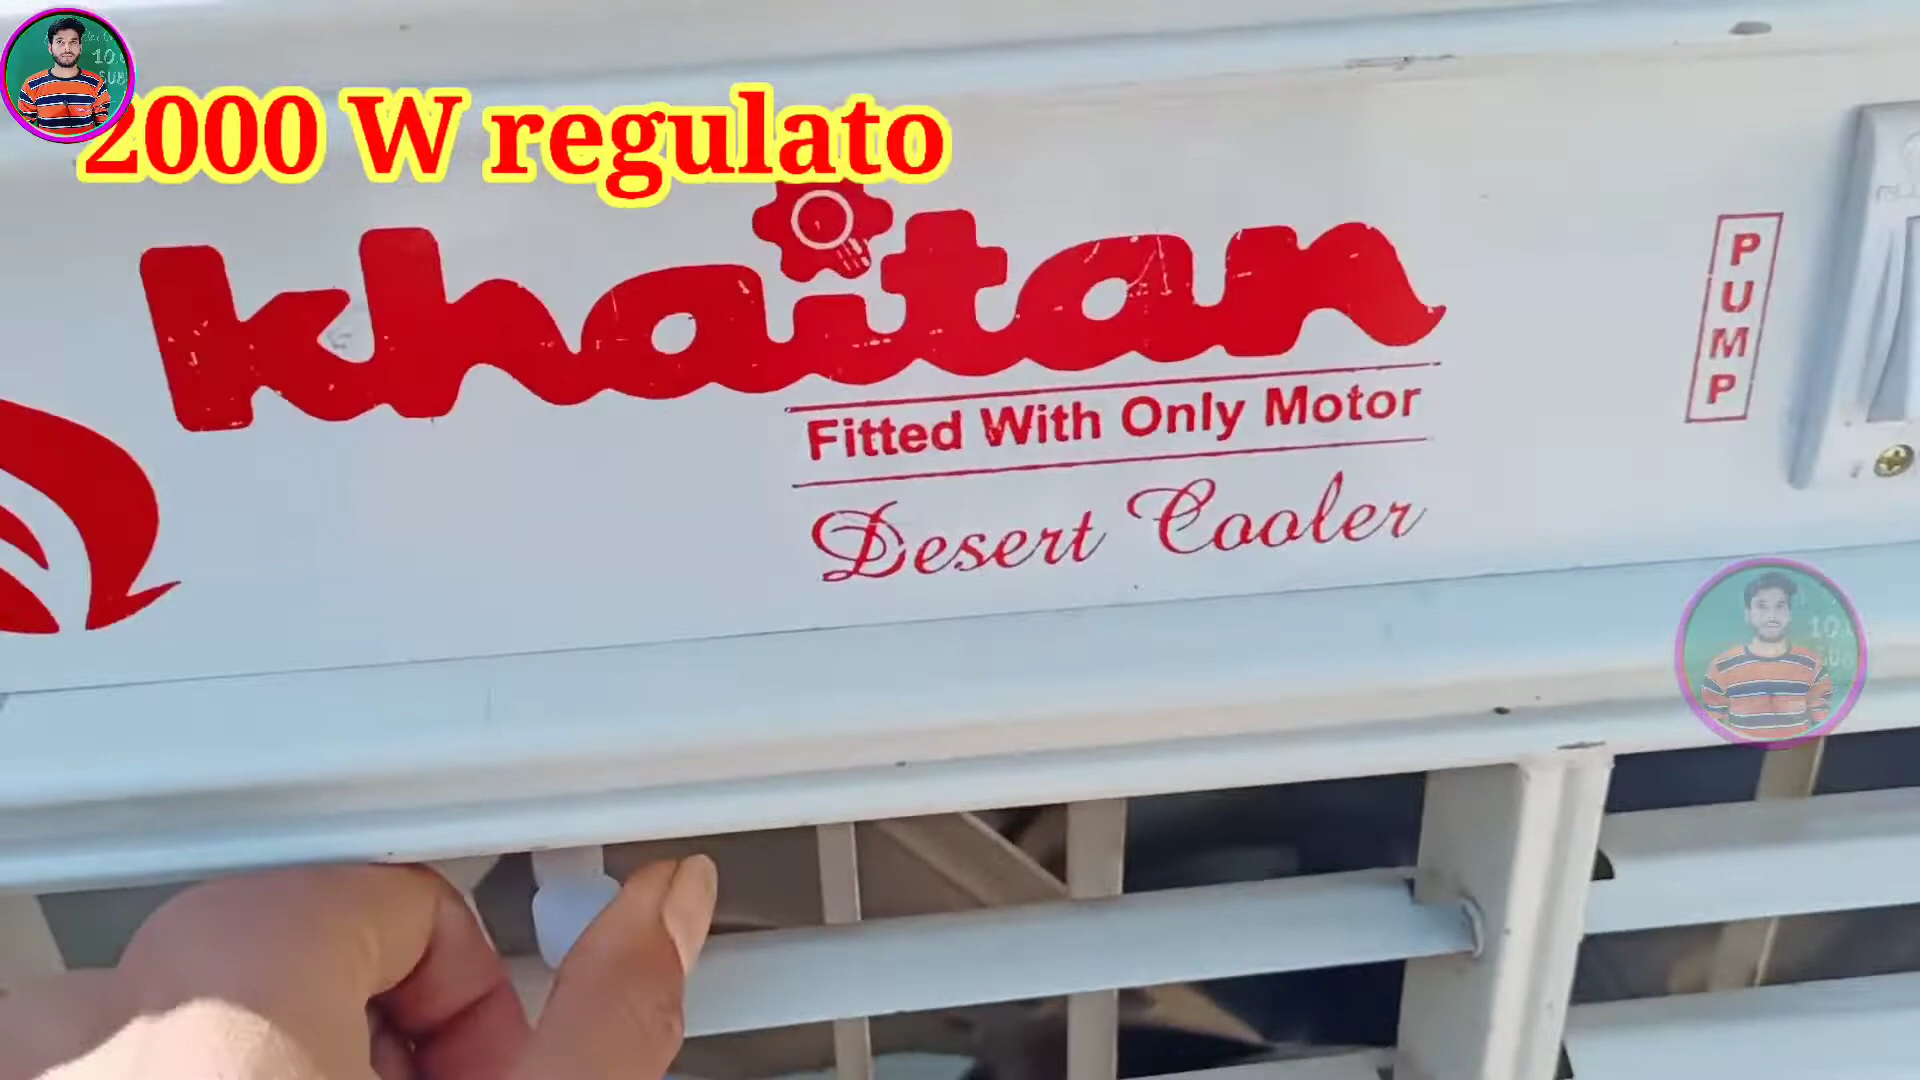 2000 W regulato
khaitan
Fitted With Only Motor
Desert Cooler
PUMP